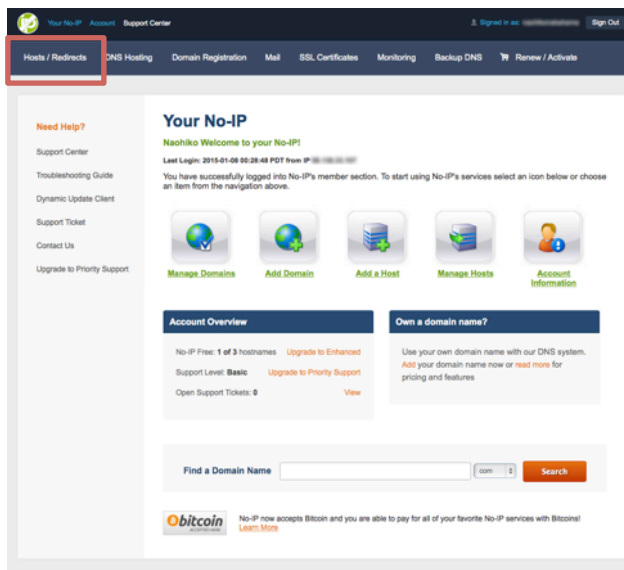 Your No-IP Account Support Center
Signed in as: Sign Out
Hosts / Redirects DNS Hosting Domain Registration Mail SSL Certificates Monitoring Backup DNS Renew / Activate
Need Help?
Support Center
Troubleshooting Guide
Dynamic Update Client
Support Ticket
Contact Us
Upgrade to Priority Support
Your No-IP
Naohiko Welcome to your No-IP!
Last Login: 2015-01-08 00:28:48 PDT from IP
You have successfully logged into No-IP's member section. To start using No-IP's services select an icon below or choose
an item from the navigation above.
Manage Domains Add Domain Add a Host Manage Hosts Account
Information
Account Overview
No-IP Free: 1 of 3 hostnames Upgrade to Enhanced
Support Level: Basic Upgrade to Priority Support
Open Support Tickets: 0 View
Own a domain name?
Use your own domain name with our DNS system.
Add your domain name now or read more for
pricing and features
Find a Domain Name com Search
bitcoin
ACCEPTED HERE
No-IP now accepts Bitcoin and you are able to pay for all of your favorite No-IP services with Bitcoins!
Learn More